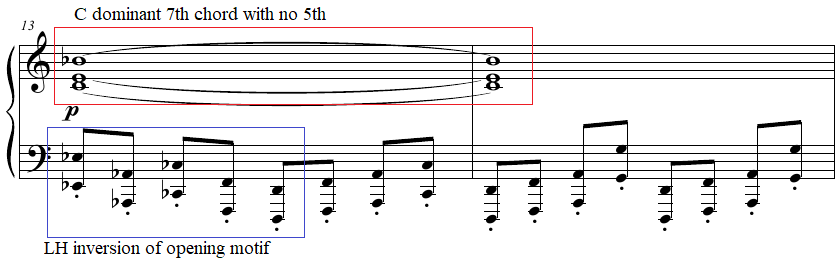 C dominant 7th chord with no 5th
13
p
LH inversion of opening motif